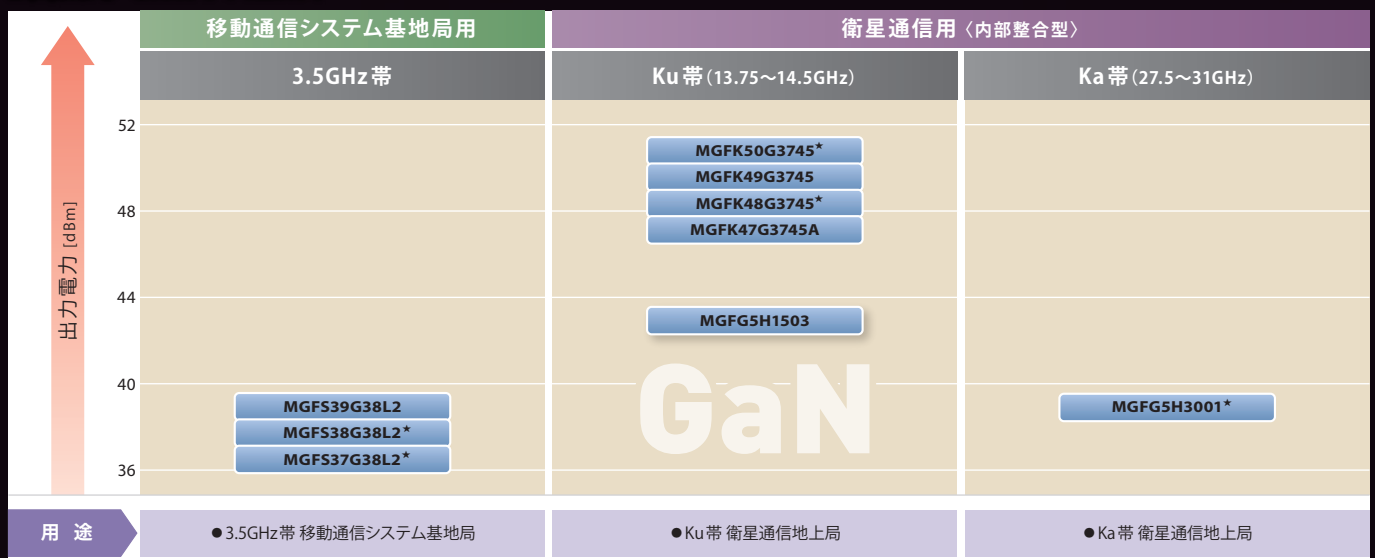 移動通信システム基地局用
衛星通信用〈内部整合型〉
3.5GHz帯
Ku帯(13.75〜14.5GHz)
Ka帯(27.5〜31GHz)
出力電力 [dBm]
52
48
44
40
36
MGFK50G3745★
MGFK49G3745
MGFK48G3745★
MGFK47G3745A
MGFG5H1503
GaN
MGFS39G38L2
MGFS38G38L2★
MGFS37G38L2★
MGFG5H3001★
用 途
●3.5GHz帯 移動通信システム基地局
●Ku帯 衛星通信地上局
●Ka帯 衛星通信地上局